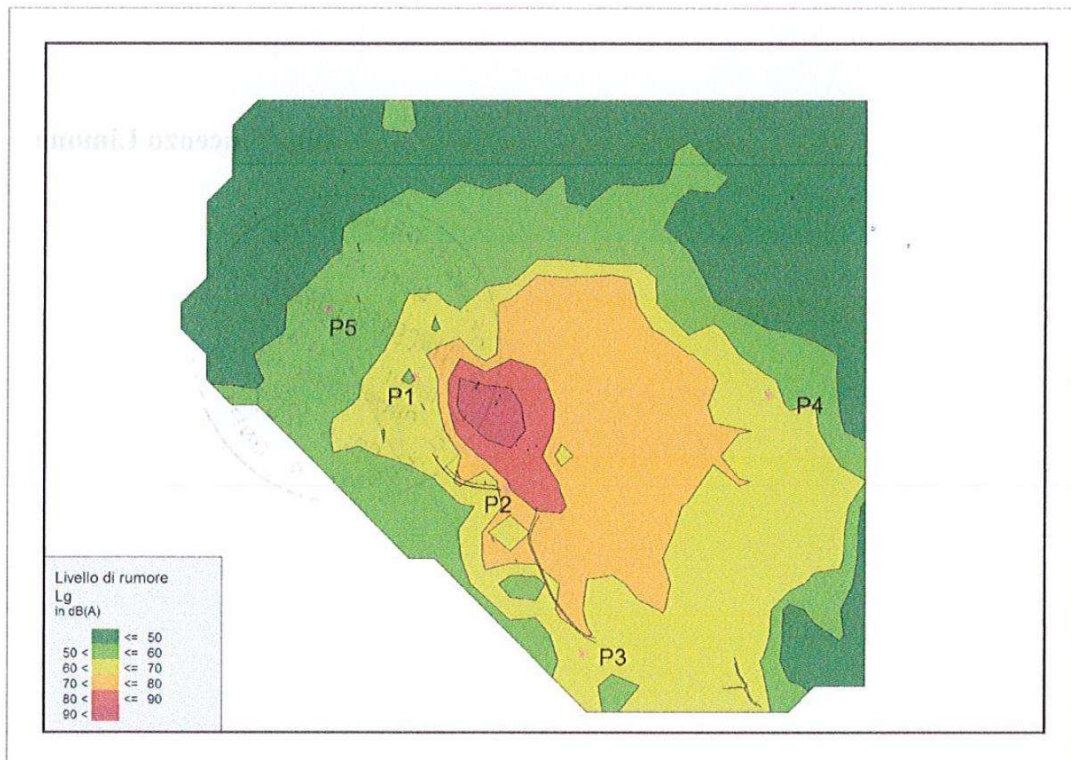 P5
P1
P4
P2
P3
Livello di rumore
Lg
in dB(A)
<= 50
50 < <= 60
60 < <= 70
70 < <= 80
80 < <= 90
90 <